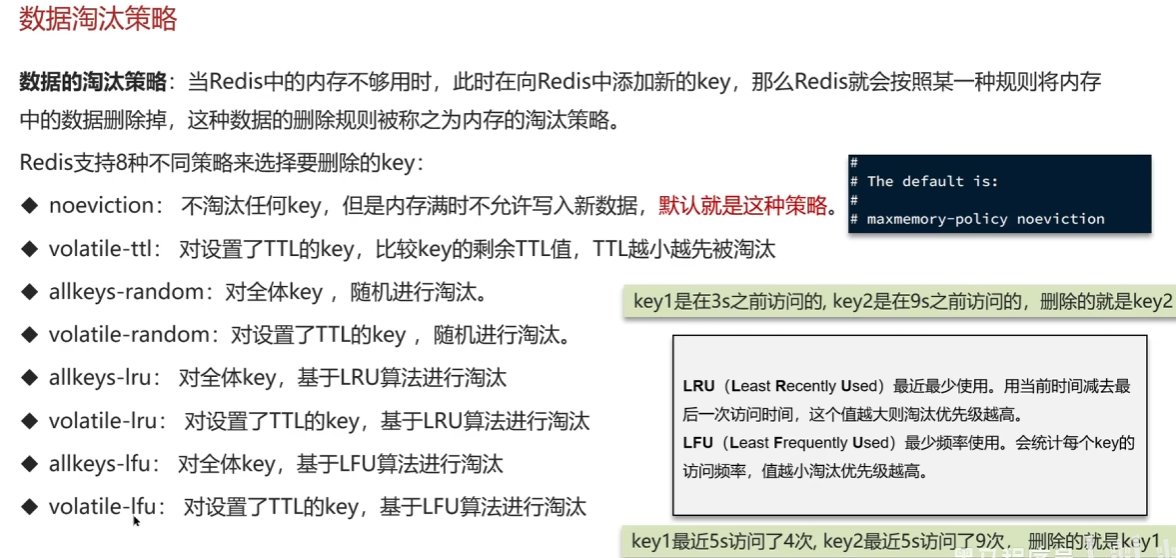 数据淘汰策略
数据的淘汰策略：当Redis中的内存不够用时，此时在向Redis中添加新的key，那么Redis就会按照某一种规则将内存
中的数据删除掉，这种数据的删除规则被称之为内存的淘汰策略。
Redis支持8种不同策略来选择要删除的key：
◆ noeviction： 不淘汰任何key，但是内存满时不允许写入新数据，默认就是这种策略。
◆ volatile-ttl： 对设置了TTL的key，比较key的剩余TTL值，TTL越小越先被淘汰
◆ allkeys-random：对全体key ，随机进行淘汰。
◆ volatile-random：对设置了TTL的key ，随机进行淘汰。
◆ allkeys-lru： 对全体key，基于LRU算法进行淘汰
◆ volatile-lru： 对设置了TTL的key，基于LRU算法进行淘汰
◆ allkeys-lfu： 对全体key，基于LFU算法进行淘汰
◆ volatile-lfu： 对设置了TTL的key，基于LFU算法进行淘汰
#
# The default is:
#
# maxmemory-policy noeviction
key1是在3s之前访问的, key2是在9s之前访问的，删除的就是key2
LRU（Least Recently Used）最近最少使用。用当前时间减去最
后一次访问时间，这个值越大则淘汰优先级越高。
LFU（Least Frequently Used）最少频率使用。会统计每个key的
访问频率，值越小淘汰优先级越高。
key1最近5s访问了4次, key2最近5s访问了9次， 删除的就是key1